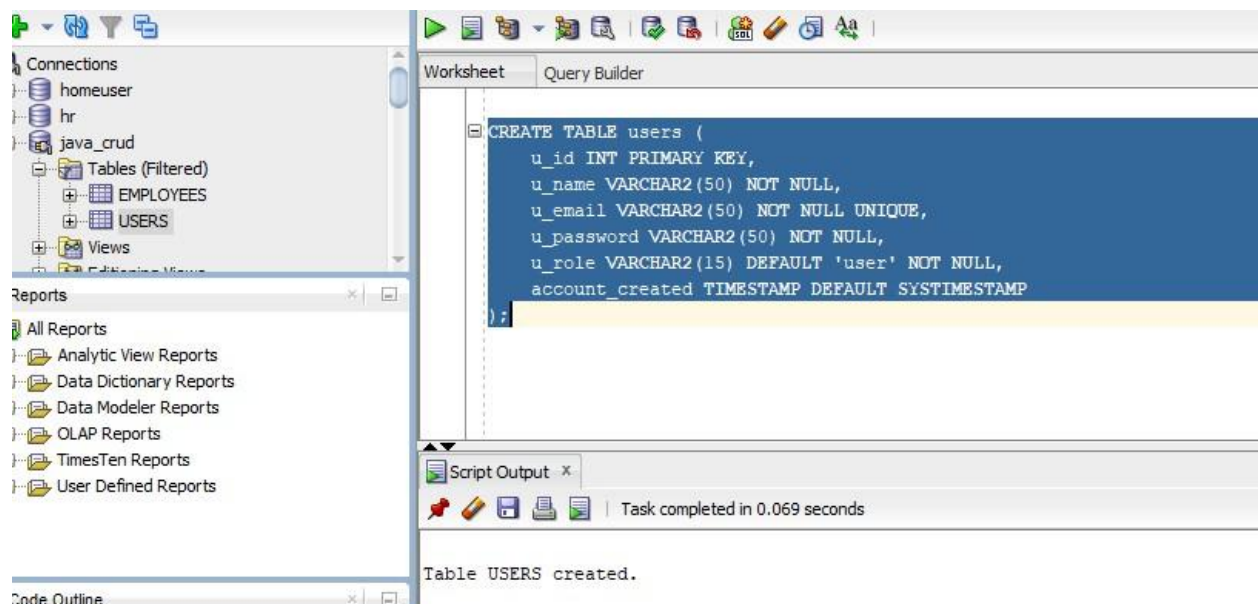 Connections
homeuser
hr
java_crud
Tables (Filtered)
EMPLOYEES
USERS
Views
Editioning Views
Reports
All Reports
Analytic View Reports
Data Dictionary Reports
Data Modeler Reports
OLAP Reports
TimesTen Reports
User Defined Reports
Code Outline
SQL
Aa
Worksheet Query Builder
CREATE TABLE users (
u_id INT PRIMARY KEY,
u_name VARCHAR2(50) NOT NULL,
u_email VARCHAR2(50) NOT NULL UNIQUE,
u_password VARCHAR2(50) NOT NULL,
u_role VARCHAR2(15) DEFAULT 'user' NOT NULL,
account_created TIMESTAMP DEFAULT SYSTIMESTAMP
);
Script Output x
Task completed in 0.069 seconds
Table USERS created.